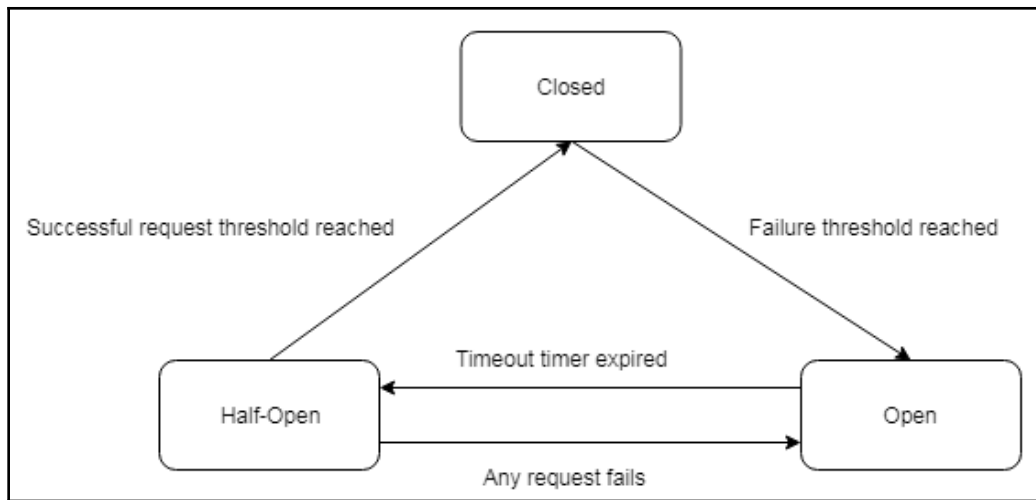 Closed
Successful request threshold reached
Failure threshold reached
Timeout timer expired
Half-Open
Open
Any request fails